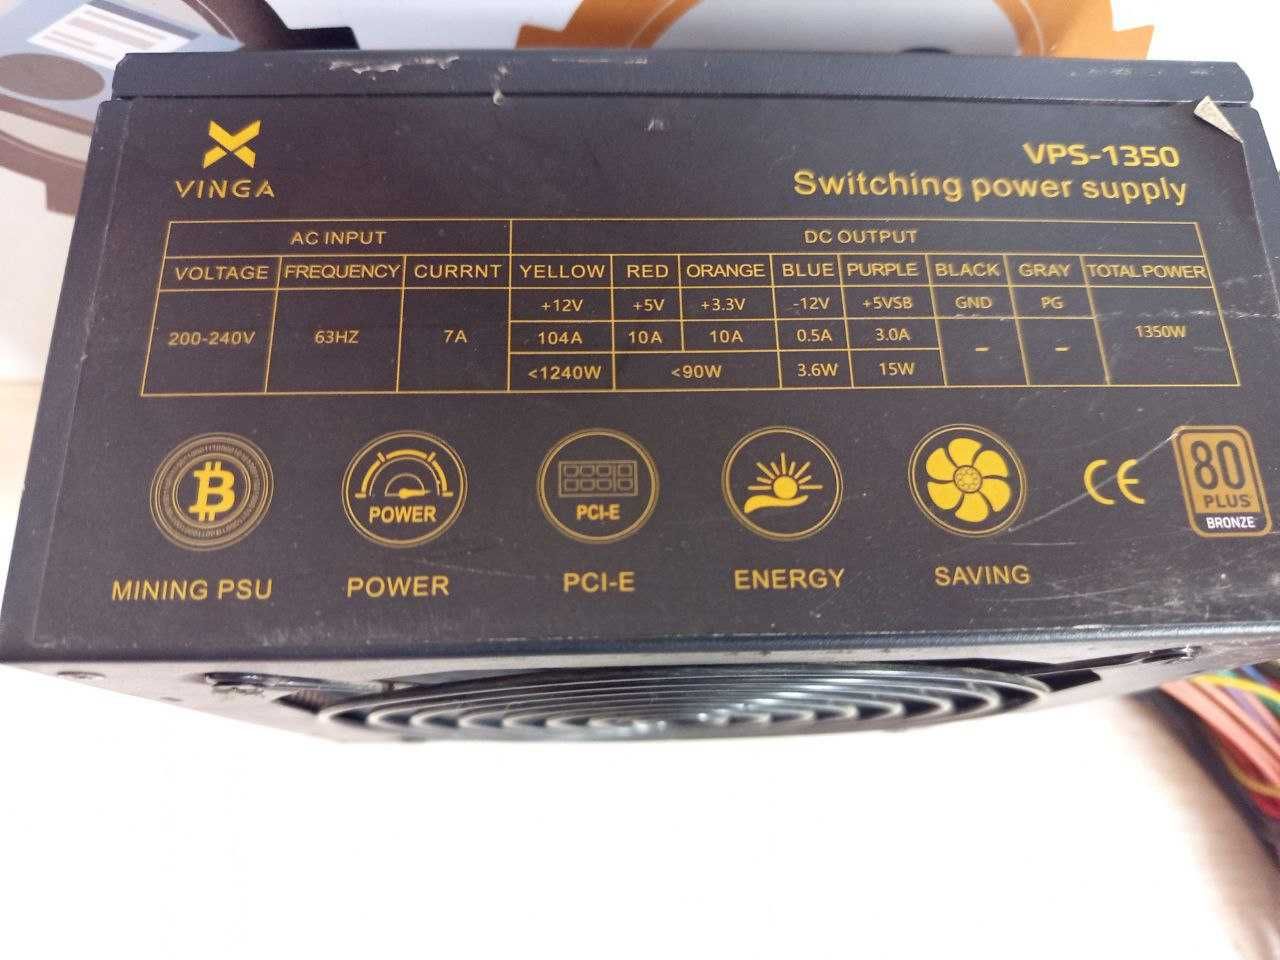 VINGA
VPS-1350
Switching power supply
AC INPUT DC OUTPUT
VOLTAGE FREQUENCY CURRNT YELLOW RED ORANGE BLUE PURPLE BLACK GRAY TOTAL POWER
200-240V 63HZ 7A +12V +5V +3.3V -12V +5VSB GND PG 1350W
104A 10A 10A 0.5A 3.0A - -
<1240W <90W 3.6W 15W
POWER
PCI-E
MINING PSU
POWER
PCI-E
ENERGY
SAVING
CE
80
PLUS
BRONZE